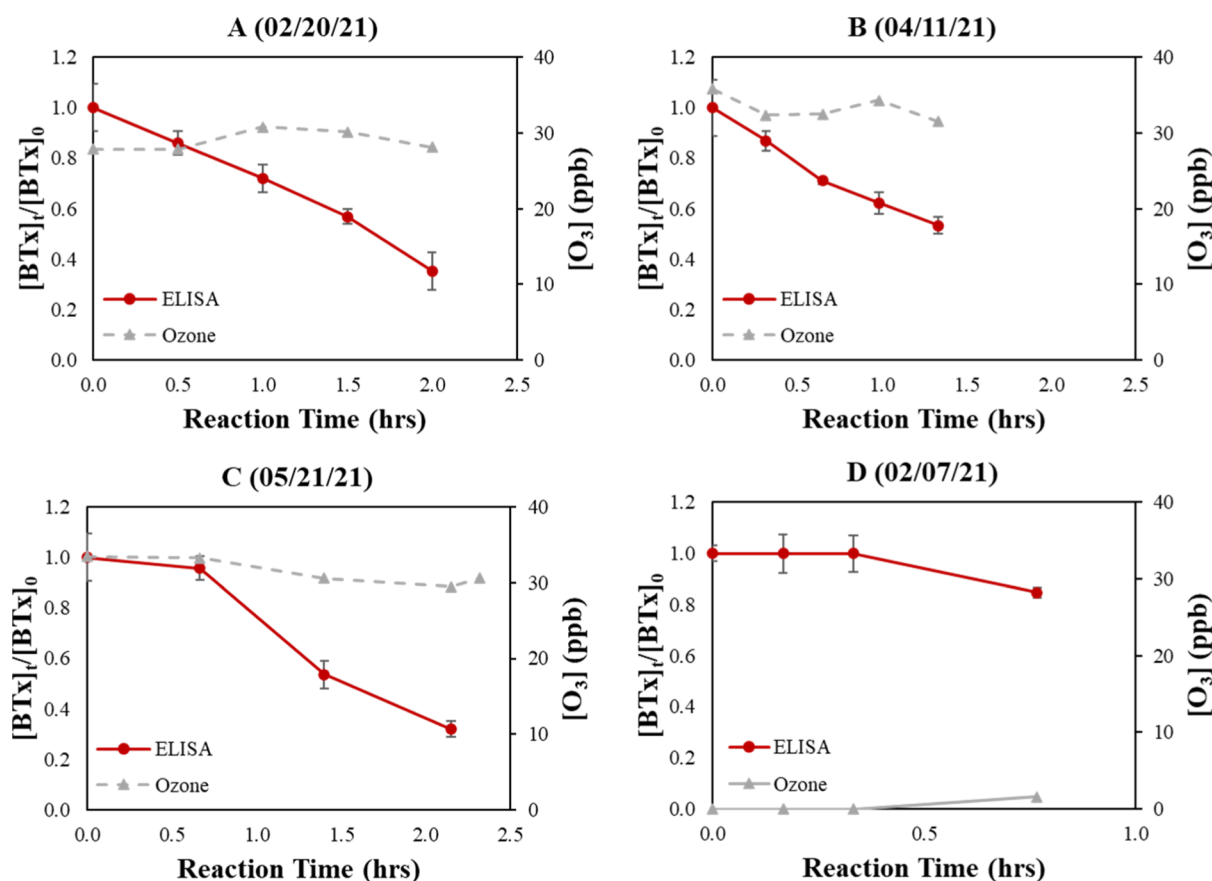 A (02/20/21)
1.2
1.0
0.8
0.6
0.4
0.2
0.0
[BTx]t/[BTx]0
40
30
20
10
0
[O3] (ppb)
ELISA
Ozone
0.0 0.5 1.0 1.5 2.0 2.5
Reaction Time (hrs)
B (04/11/21)
1.2
1.0
0.8
0.6
0.4
0.2
0.0
[BTx]t/[BTx]0
40
30
20
10
0
[O3] (ppb)
ELISA
Ozone
0.0 0.5 1.0 1.5 2.0 2.5
Reaction Time (hrs)
C (05/21/21)
1.2
1.0
0.8
0.6
0.4
0.2
0.0
[BTx]t/[BTx]0
40
30
20
10
0
[O3] (ppb)
ELISA
Ozone
0.0 0.5 1.0 1.5 2.0 2.5
Reaction Time (hrs)
D (02/07/21)
1.2
1.0
0.8
0.6
0.4
0.2
0.0
[BTx]t/[BTx]0
40
30
20
10
0
[O3] (ppb)
ELISA
Ozone
0.0 0.5 1.0
Reaction Time (hrs)